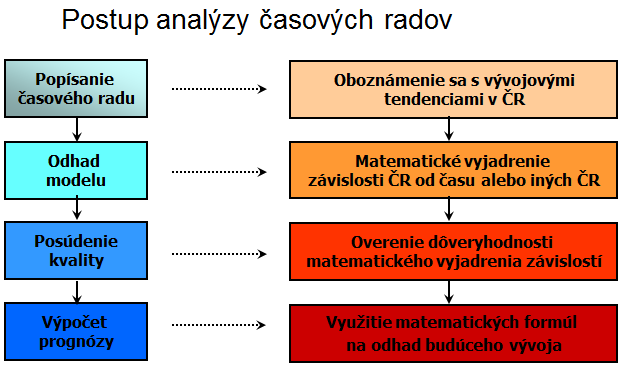 Postup analýzy časových radov
Popísanie
časového radu
Oboznámenie sa s vývojovými
tendenciami v ČR
Odhad
modelu
Matematické vyjadrenie
závislosti ČR od času alebo iných ČR
Posúdenie
kvality
Overenie dôveryhodnosti
matematického vyjadrenia závislostí
Výpočet
prognózy
Využitie matematických formúl
na odhad budúceho vývoja